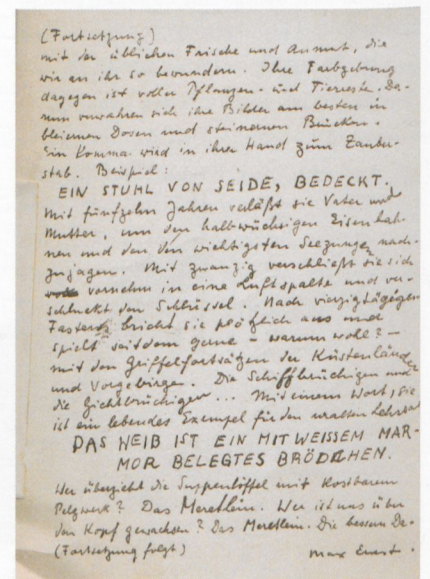 (Fortsetzung)
mit der üblichen Frische und Anmut, die
wir an ihr so bewundern. Ihre Farbgebung
dagegen ist voller Pflanzen- und Tierreste. Da-
rum verwahren sich ihre Bilder am besten in
bleiernen Dosen und steinernen Brücken.
Ein Komma wird in ihrer Hand zum Zauber-
stab. Beispiel:
EIN STUHL VON SEIDE, BEDECKT.
Mit fünfzehn Jahren verläßt sie Vater und
Mutter, um den halbwüchsigen Eisenbah-
nen und den den wichtigsten Seezungen nach-
zujagen. Mit zwanzig verschließt sie sich
vornehm in eine Luftspalte und ver-
schluckt den Schlüssel. Nach vierzigtägigem
Fasten bricht sie plötzlich aus und
spielt seitdem gerne – warum wohl? –
mit den Griffelfortsätzen der Küstenländer
und Vorgebirge. Die Schiffbrüchigen und
die Gichtbrüchigen ... Mit einem Wort, sie
ist ein lebendes Exempel für den uralten Lehrsatz
DAS WEIB IST EIN MIT WEISSEM MAR-
MOR BELEGTES BRÖDCHEN.
Wer überzieht die Suppenlöffel mit kostbarem
Pelzwerk? Das Meretlein. Wer ist uns über
den Kopf gewachsen? Das Meretlein. Die bessere De-
(Fortsetzung folgt) max Ernst.